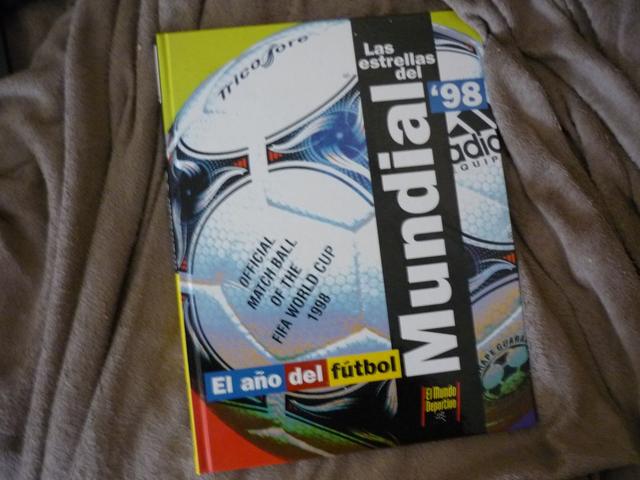 Tricolore
Las
estrellas
del
Mundial
'98
OFFICIAL
MATCH BALL
OF THE
FIFA WORLD CUP
1998
El año del fútbol
El Mundo
Deportivo